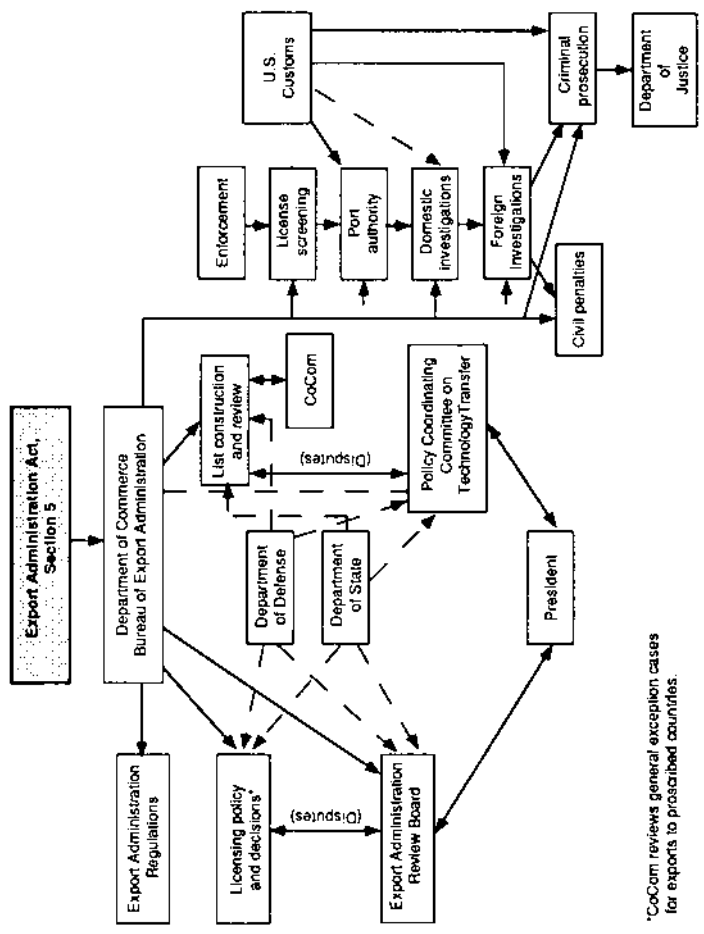 Export Administration Act,
Section 5
Department of Commerce
Bureau of Export Administration
Export Administration
Regulations
Licensing policy
and decisions*
(Disputes)
Export Administration
Review Board
Department
of Defense
Department
of State
President
List construction
and review
CoCom
(Disputes)
Policy Coordinating
Committee on
TechnologyTransfer
Enforcement
License
screening
Port
authority
Domestic
investigations
Foreign
Investigations
Civil penalties
U.S.
Customs
Criminal
prosecution
Department
of
Justice
*CoCom reviews general exception cases
for exports to proscribed countries.